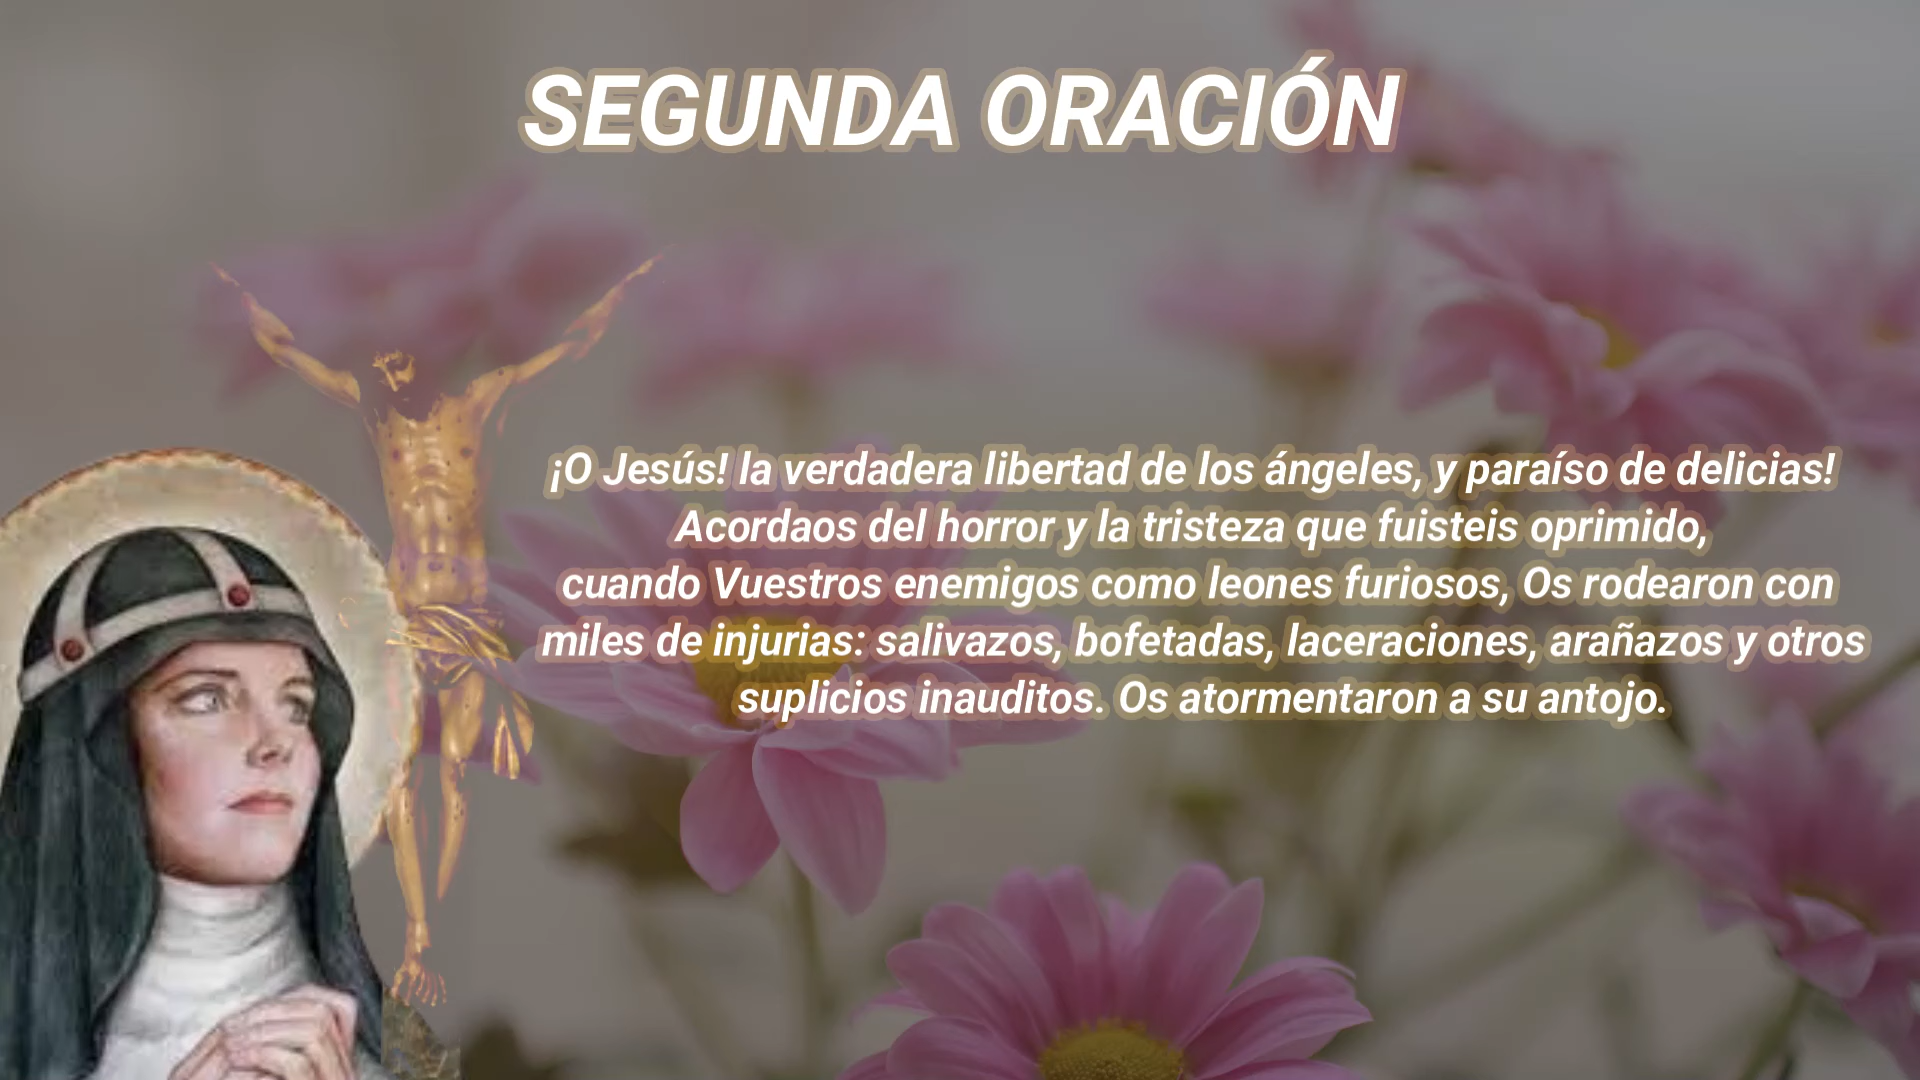 SEGUNDA ORACIÓN
¡O Jesús! la verdadera libertad de los ángeles, y paraíso de delicias!
Acordaos del horror y la tristeza que fuisteis oprimido,
cuando Vuestros enemigos como leones furiosos, Os rodearon con
miles de injurias: salivazos, bofetadas, laceraciones, arañazos y otros
suplicios inauditos. Os atormentaron a su antojo.